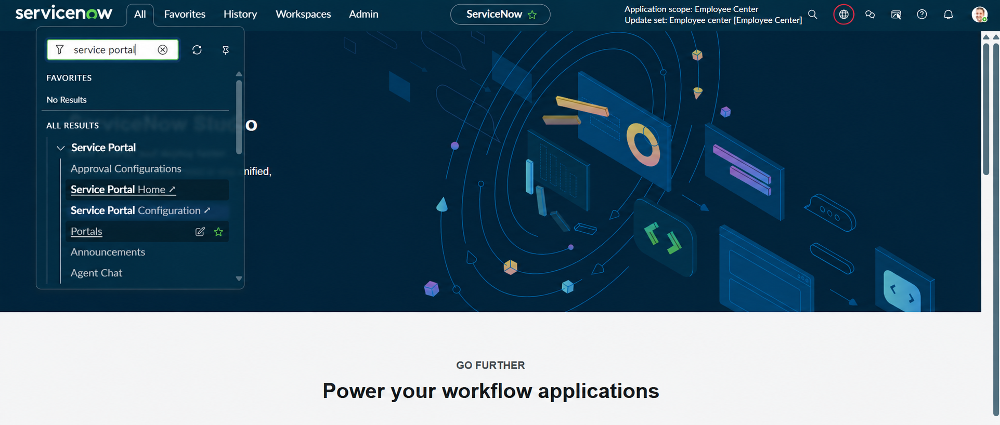 servicenow
All
Favorites
History
Workspaces
Admin
ServiceNow
Application scope: Employee Center
Update set: Employee center [Employee Center]
service portal
FAVORITES
No Results
ALL RESULTS
ServiceNow Studio
Service Portal
Approval Configurations
nified,
Service Portal Home
Service Portal Configuration
Portals
Announcements
Agent Chat
GO FURTHER
Power your workflow applications